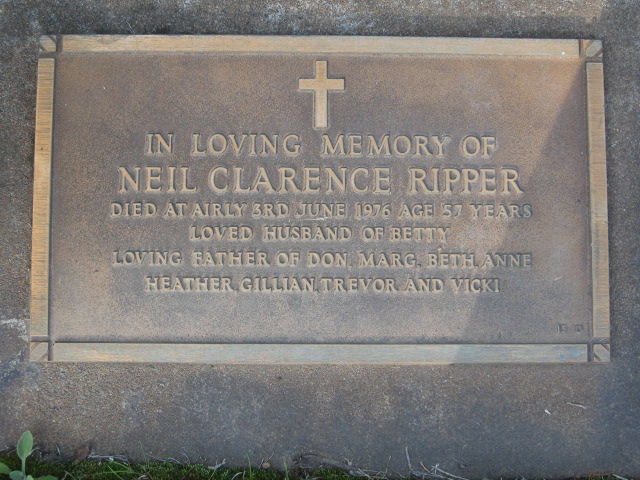 IN LOVING MEMORY OF
NEIL CLARENCE RIPPER
DIED AT AIRLY 3RD JUNE 1976 AGE 57 YEARS
LOVED HUSBAND OF BETTY
LOVING FATHER OF DON, MARG, BETH, ANNE
HEATHER, GILLIAN, TREVOR AND VICKI